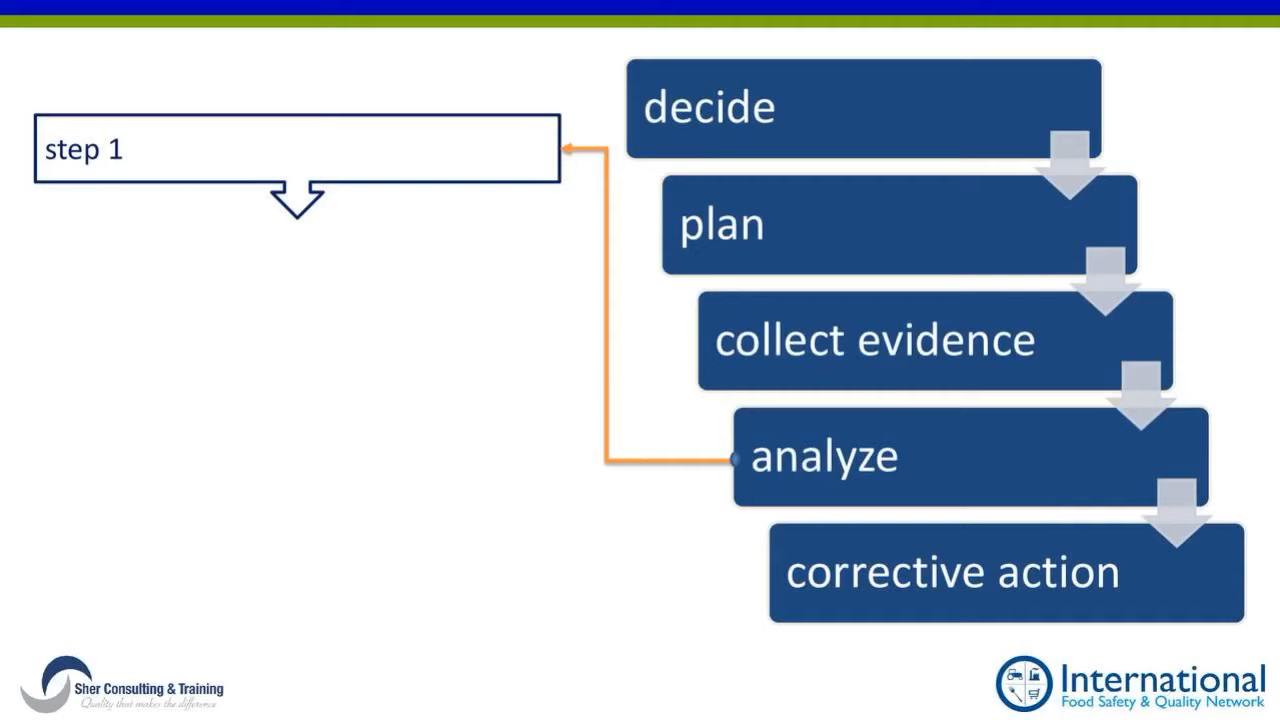 step 1
decide
plan
collect evidence
analyze
corrective action
Sher Consulting & Training
Quality that makes the difference
International
Food Safety & Quality Network